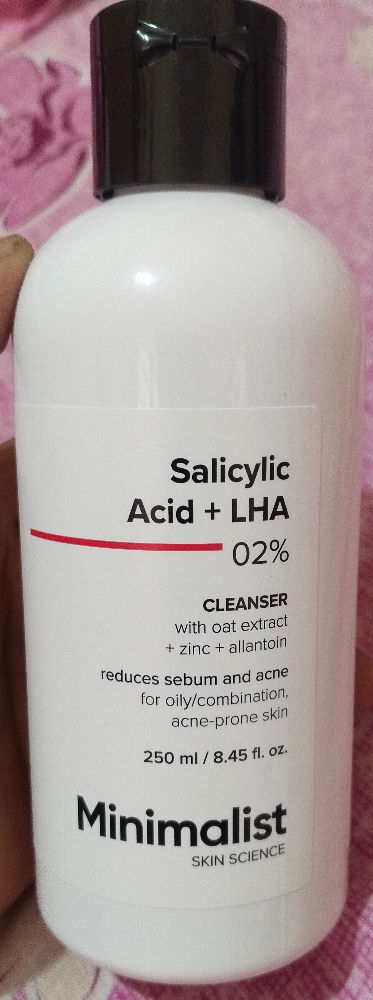 Salicylic
Acid + LHA
02%
CLEANSER
with oat extract
+ zinc + allantoin
reduces sebum and acne
for oily/combination,
acne-prone skin
250 ml / 8.45 fl. oz.
Minimalist
SKIN SCIENCE